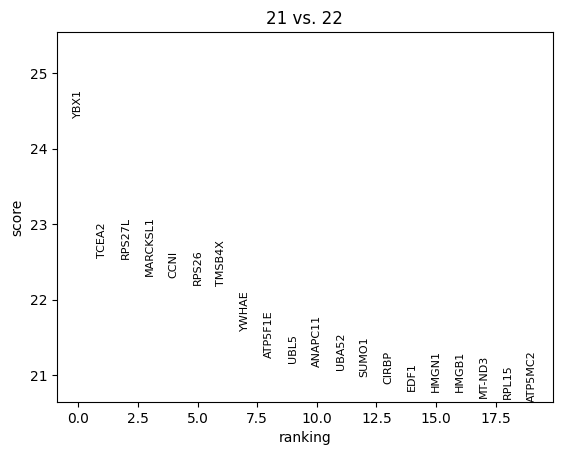 21 vs. 22
25
24
23
22
21
score
YBX1
TCEA2
RPS27L
MARCKSL1
CCNI
RPS26
TMSB4X
YWHAE
ATP5F1E
UBL5
ANAPC11
UBA52
SUMO1
CIRBP
EDF1
HMGN1
HMGB1
MT-ND3
RPL15
ATP5MC2
0.0
2.5
5.0
7.5
10.0
12.5
15.0
17.5
ranking